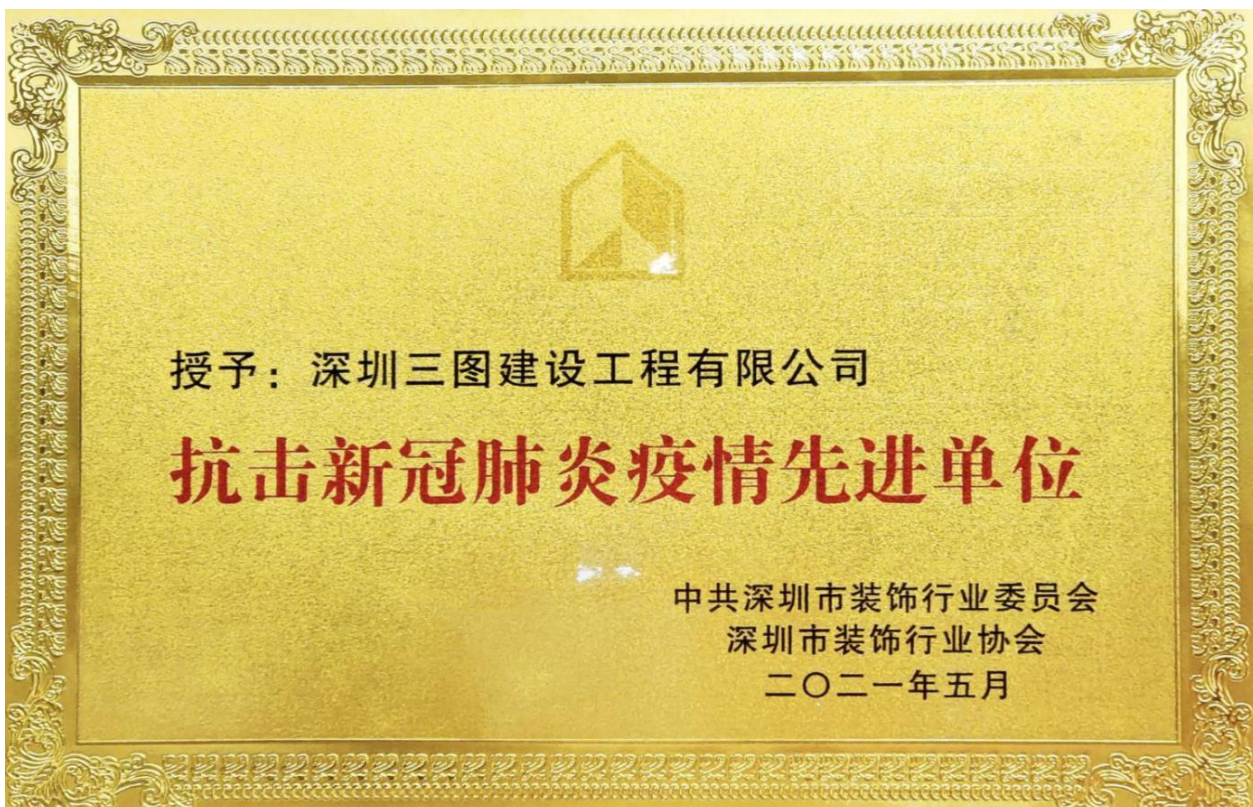 授予：深圳三图建设工程有限公司
抗击新冠肺炎疫情先进单位
中共深圳市装饰行业委员会
深圳市装饰行业协会
二〇二一年五月